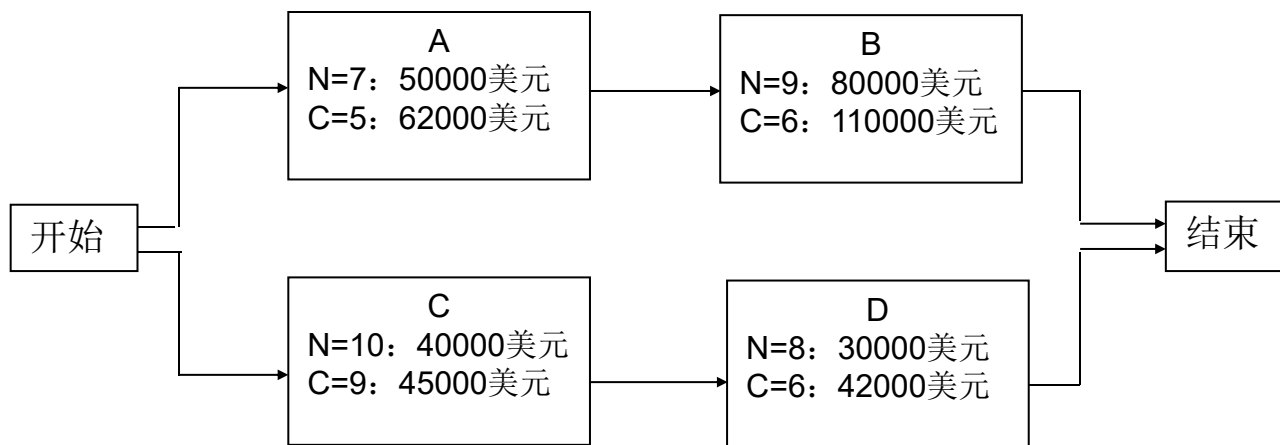 A
N=7：50000美元
C=5：62000美元
B
N=9：80000美元
C=6：110000美元
开始
结束
C
N=10：40000美元
C=9：45000美元
D
N=8：30000美元
C=6：42000美元